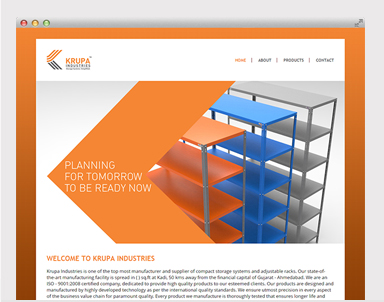 KRUPA
INDUSTRIES
HOME | ABOUT | PRODUCTS | CONTACT
PLANNING
FOR TOMORROW
TO BE READY NOW
WELCOME TO KRUPA INDUSTRIES
Krupa Industries is one of the top most manufacturer and supplier of compact storage systems and adjustable racks. Our state-of-
the-art manufacturing facility is spread in ( ) sq.ft at Kadi, 50 kms away from the financial capital of Gujarat - Ahmedabad. We are an
ISO - 9001:2008 certified company, dedicated to provide high quality products to our esteemed clients. Our products are designed and
manufactured by highly developed technology as per the international quality standards. We ensure almost precision in every aspect
of the business value chain for paramount quality. Every product we manufacture is thoroughly tested that ensures longer life and